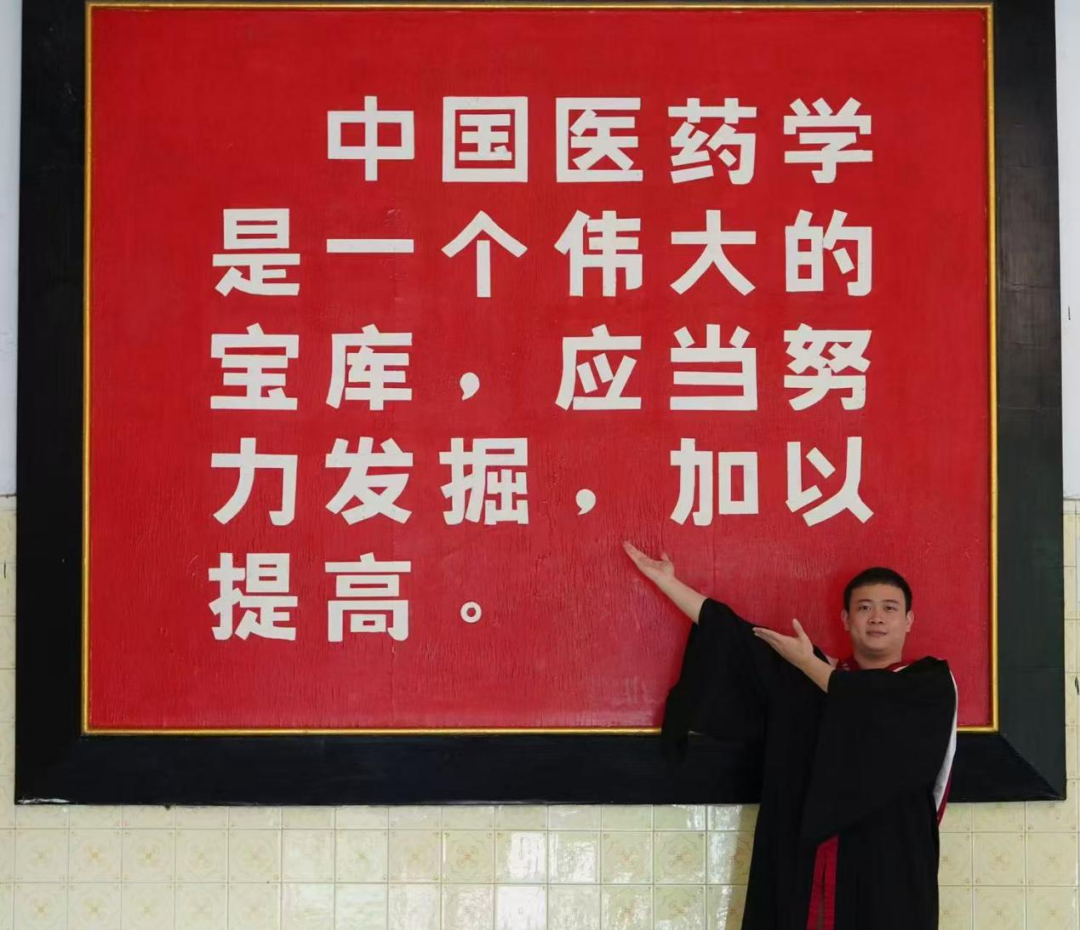 中国医药学
是一个伟大的
宝库，应当努
力发掘，加以
提高。